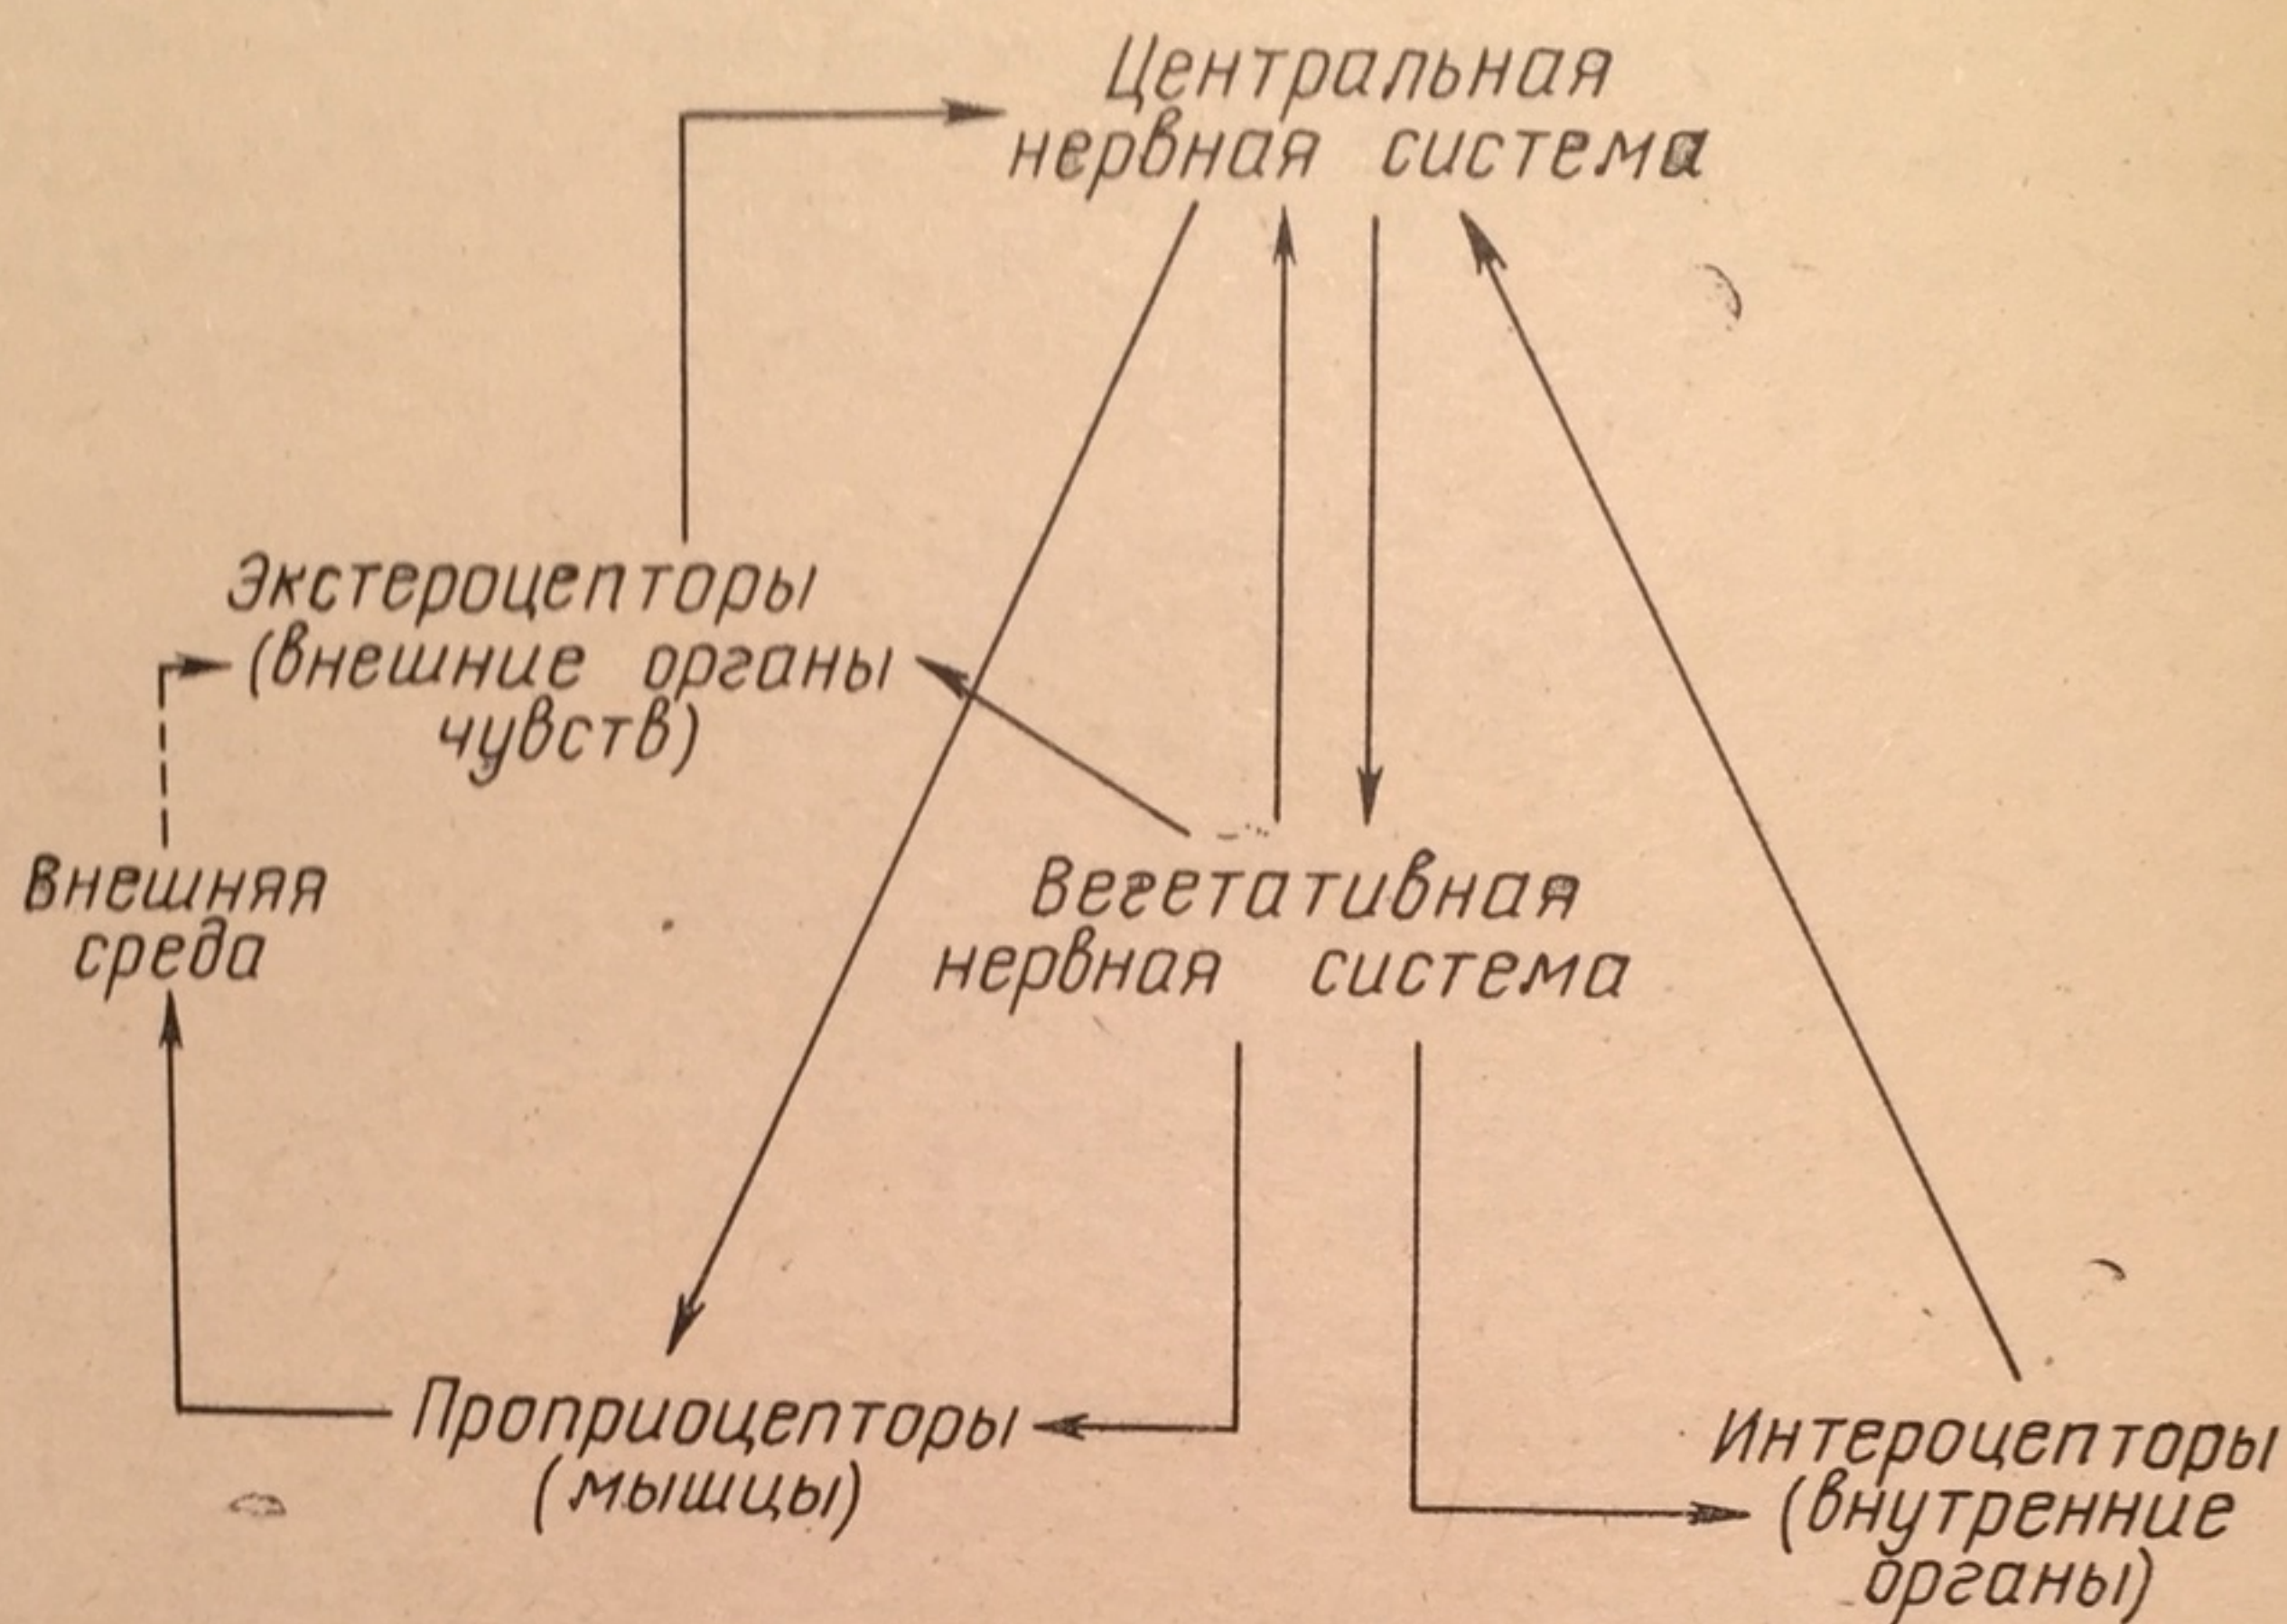 Центральная
нервная система
Экстероцепторы
(внешние органы
чувств)
Внешняя
среда
Вегетативная
нервная система
Проприоцепторы
(мышцы)
Интероцепторы
(внутренние
органы)